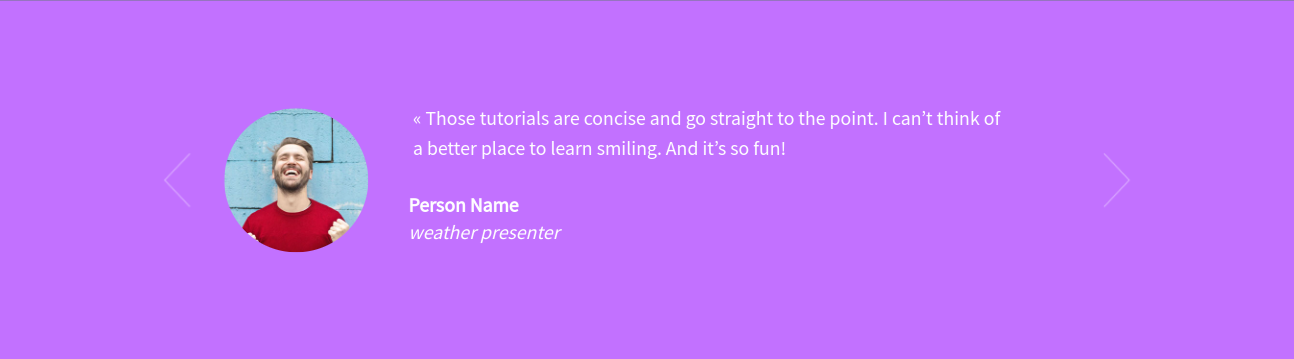 « Those tutorials are concise and go straight to the point. I can’t think of
a better place to learn smiling. And it’s so fun!
Person Name
weather presenter